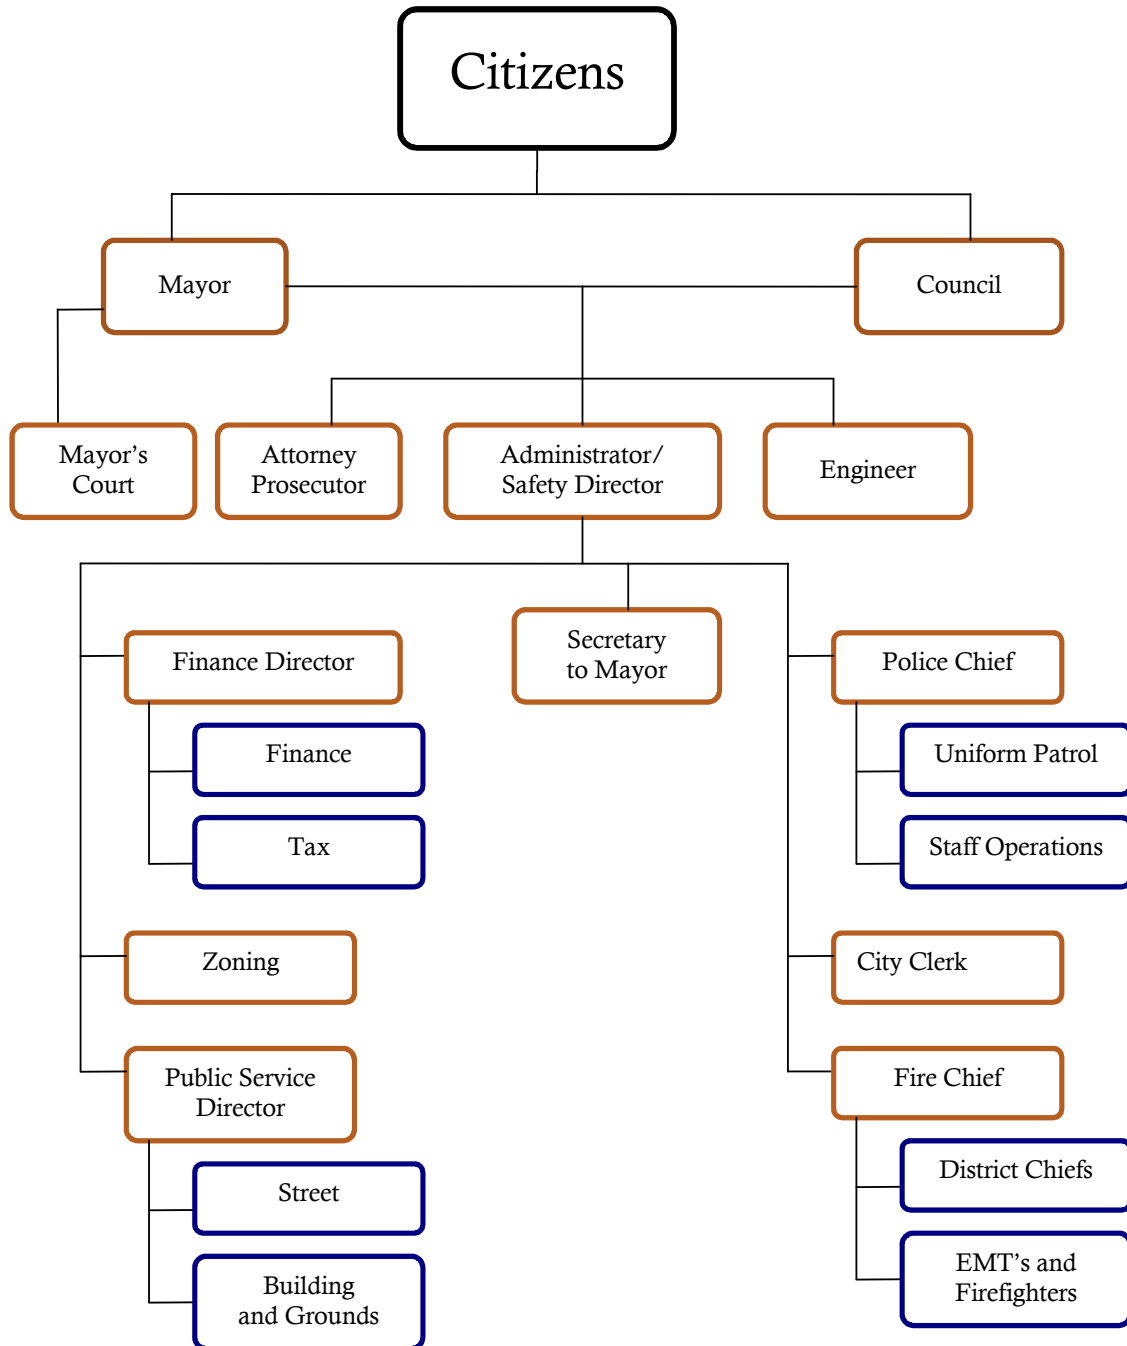 Citizens
Mayor
Council
Mayor’s
Court
Attorney
Prosecutor
Administrator/
Safety Director
Engineer
Secretary
to Mayor
Finance Director
Finance
Tax
Zoning
Public Service
Director
Street
Building
and Grounds
Police Chief
Uniform Patrol
Staff Operations
City Clerk
Fire Chief
District Chiefs
EMT’s and
Firefighters